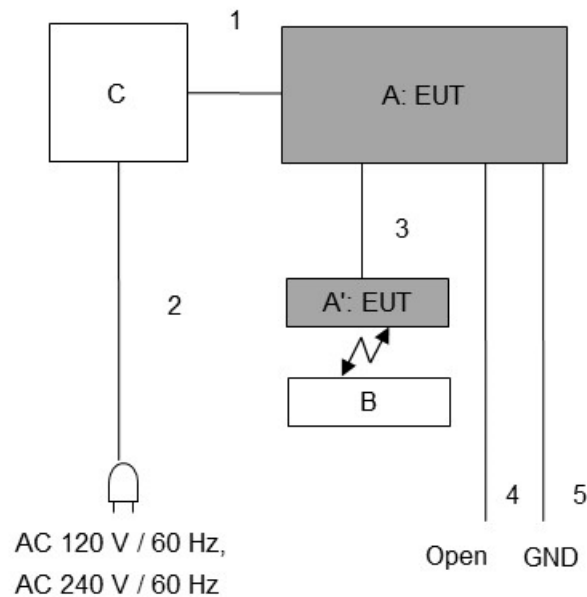 1
C
A: EUT
3
2
A': EUT
B
4
5
Open
GND
AC 120 V / 60 Hz,
AC 240 V / 60 Hz